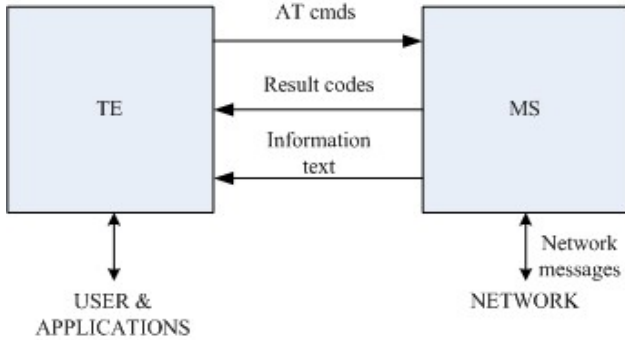 AT cmds
TE
Result codes
MS
Information
text
Network
messages
USER &
APPLICATIONS
NETWORK